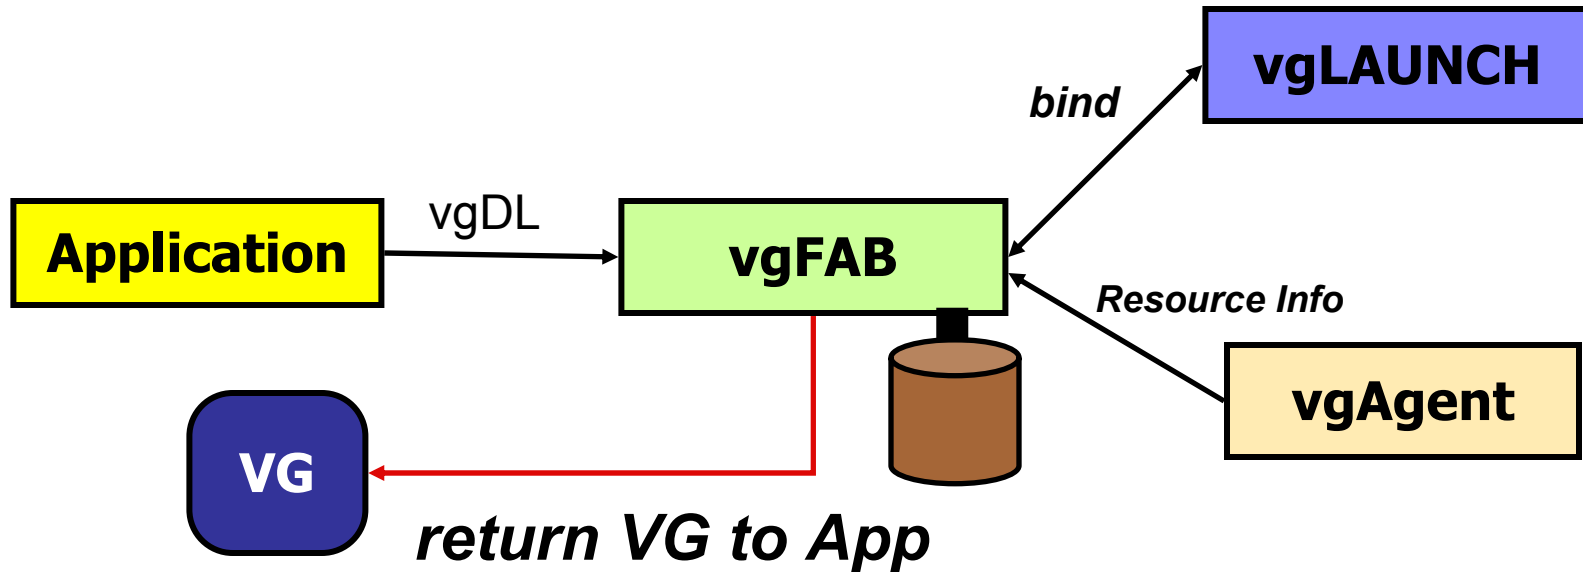 vgLAUNCH
bind
vgDL
Application
vgFAB
Resource Info
vgAgent
VG
return VG to App